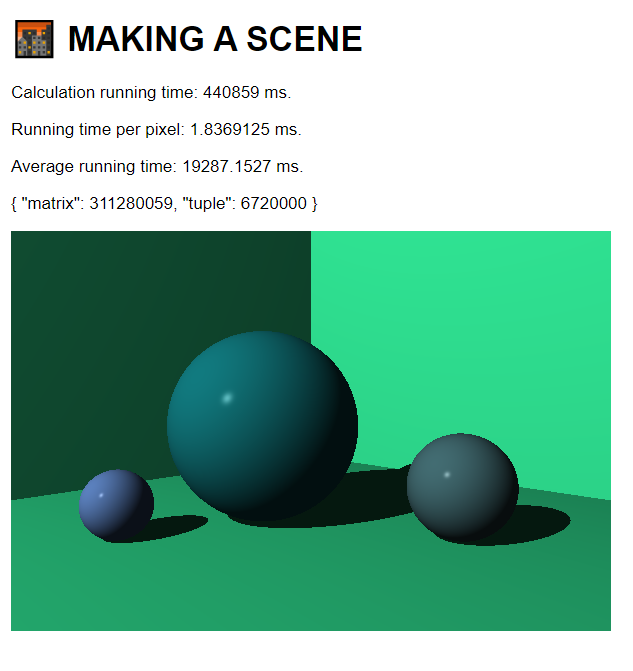 MAKING A SCENE
Calculation running time: 440859 ms.
Running time per pixel: 1.8369125 ms.
Average running time: 19287.1527 ms.
{ "matrix": 311280059, "tuple": 6720000 }